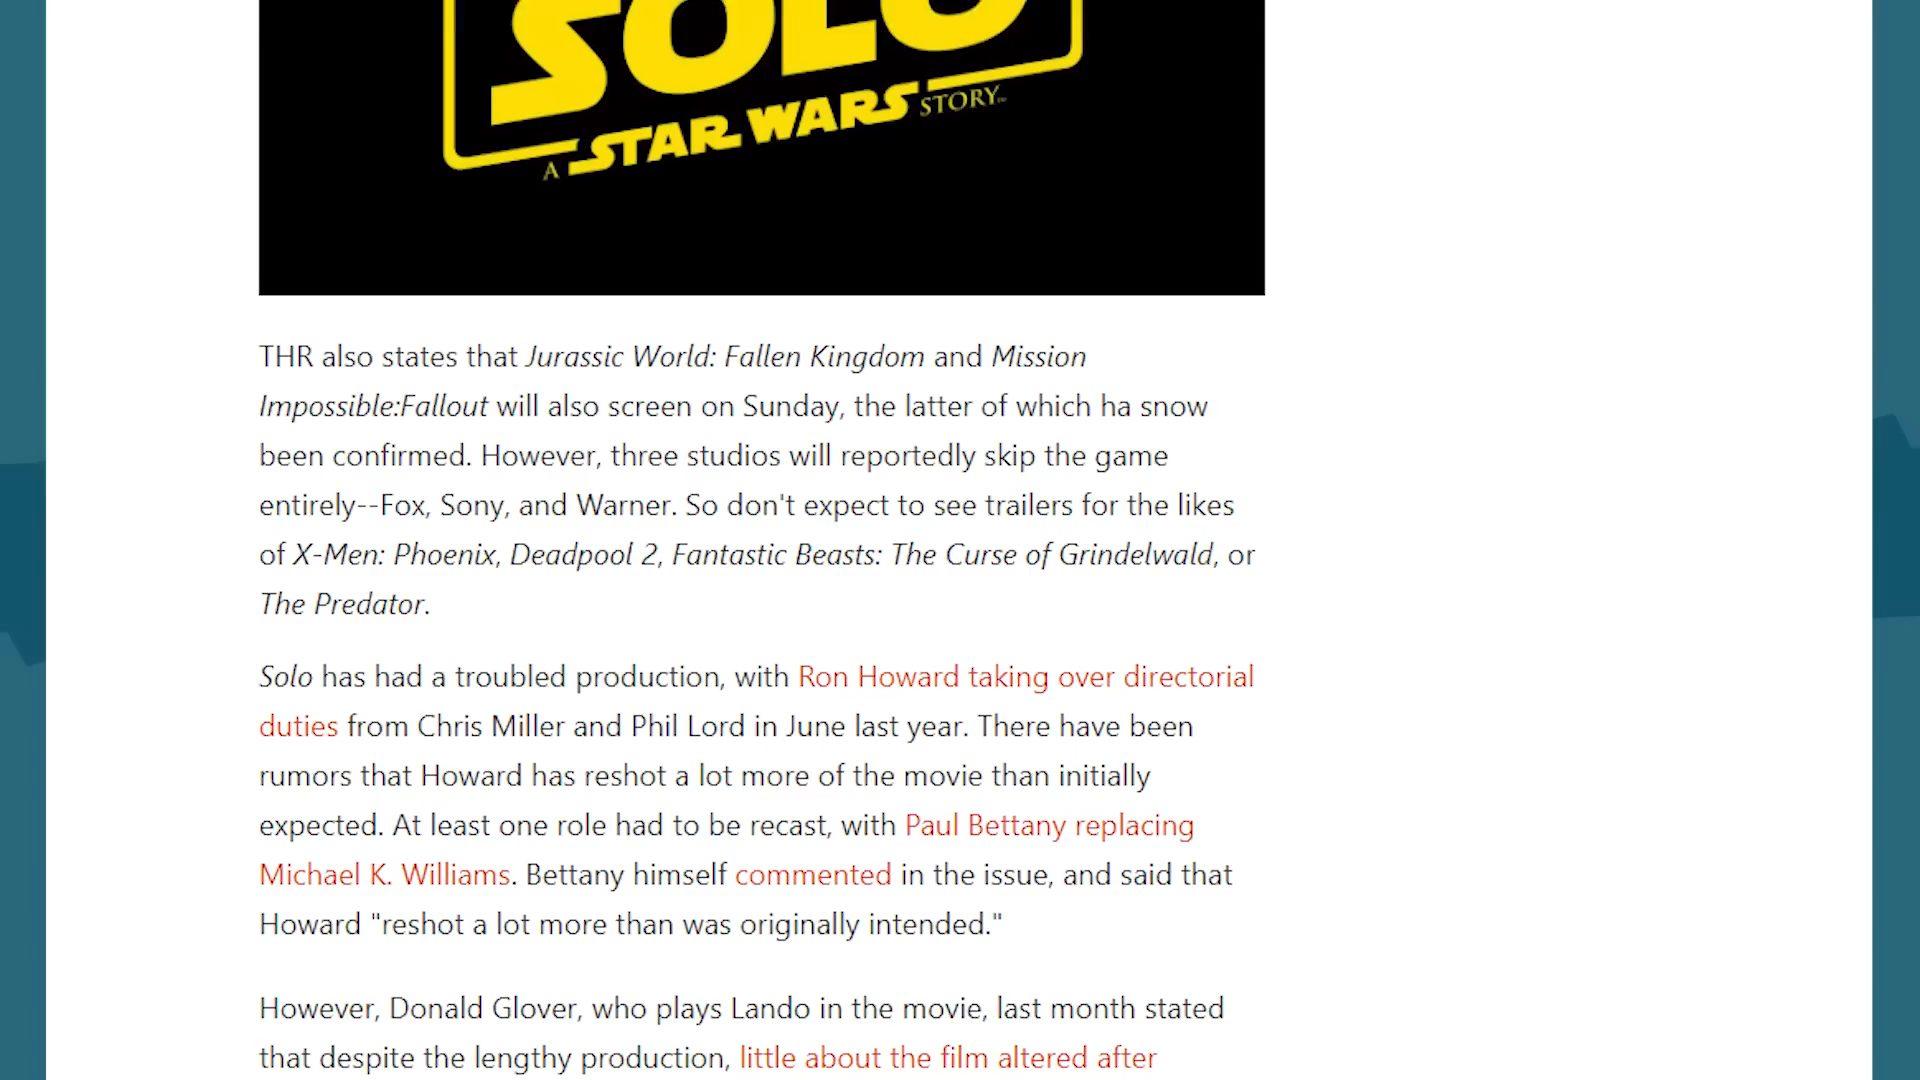 SOLO
A STAR WARS STORY
THR also states that Jurassic World: Fallen Kingdom and Mission
Impossible:Fallout will also screen on Sunday, the latter of which ha snow
been confirmed. However, three studios will reportedly skip the game
entirely--Fox, Sony, and Warner. So don't expect to see trailers for the likes
of X-Men: Phoenix, Deadpool 2, Fantastic Beasts: The Curse of Grindelwald, or
The Predator.
Solo has had a troubled production, with Ron Howard taking over directorial
duties from Chris Miller and Phil Lord in June last year. There have been
rumors that Howard has reshot a lot more of the movie than initially
expected. At least one role had to be recast, with Paul Bettany replacing
Michael K. Williams. Bettany himself commented in the issue, and said that
Howard "reshot a lot more than was originally intended."
However, Donald Glover, who plays Lando in the movie, last month stated
that despite the lengthy production, little about the film altered after